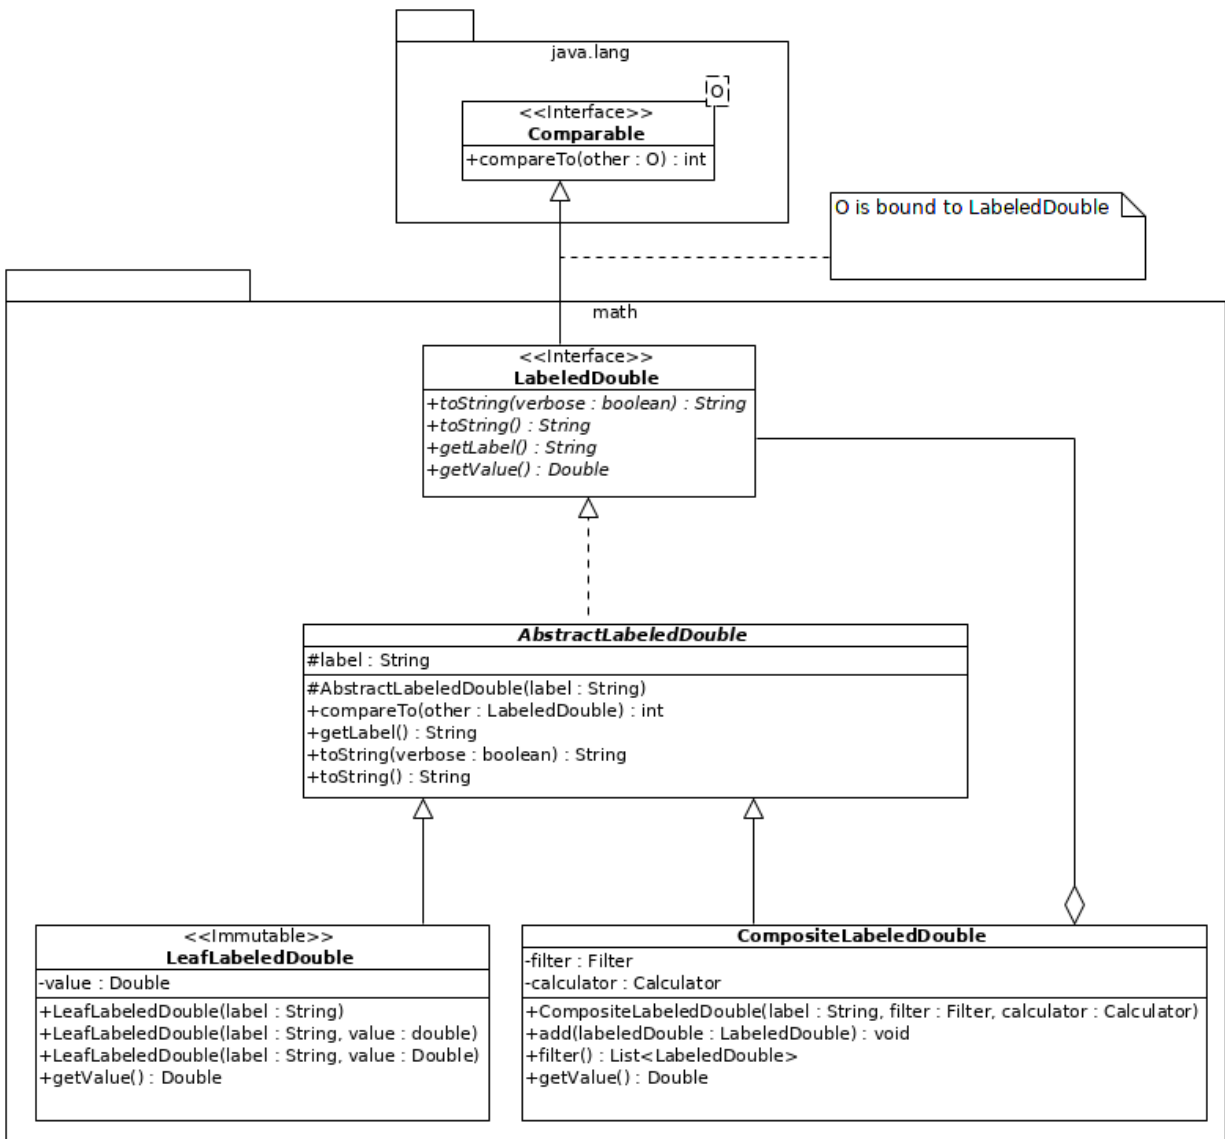 java.lang
O
<<Interface>>
Comparable
+compareTo(other : O) : int
O is bound to LabeledDouble
math
<<Interface>>
LabeledDouble
+toString(verbose : boolean) : String
+toString() : String
+getLabel() : String
+getValue() : Double
AbstractLabeledDouble
#label : String
#AbstractLabeledDouble(label : String)
+compareTo(other : LabeledDouble) : int
+getLabel() : String
+toString(verbose : boolean) : String
+toString() : String
<<Immutable>>
LeafLabeledDouble
-value : Double
+LeafLabeledDouble(label : String)
+LeafLabeledDouble(label : String, value : double)
+LeafLabeledDouble(label : String, value : Double)
+getValue() : Double
CompositeLabeledDouble
-filter : Filter
-calculator : Calculator
+CompositeLabeledDouble(label : String, filter : Filter, calculator : Calculator)
+add(labeledDouble : LabeledDouble) : void
+filter() : List<LabeledDouble>
+getValue() : Double